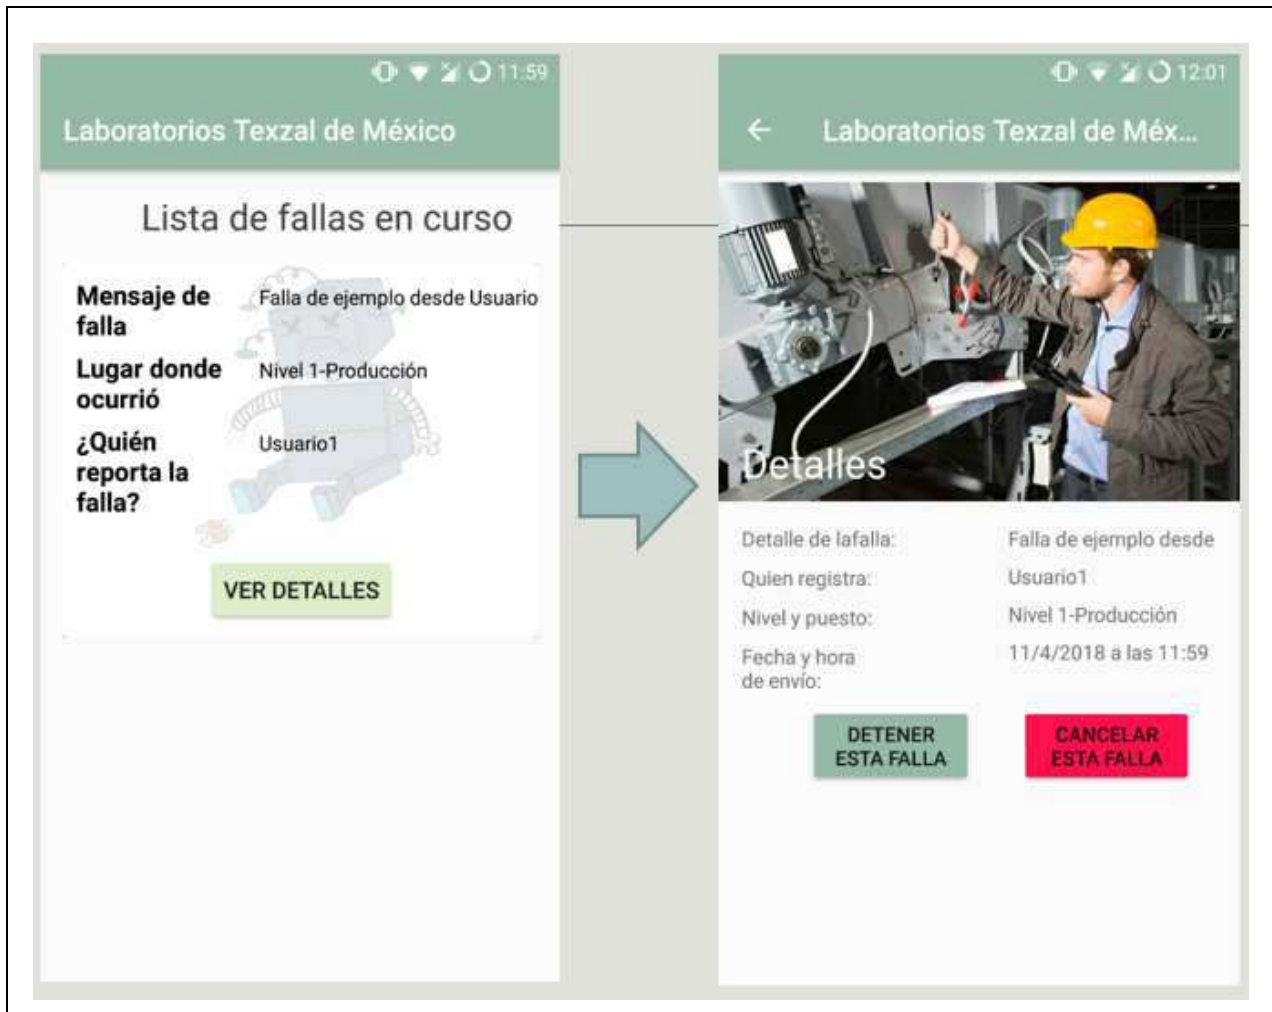 11:59
Laboratorios Texzal de México
Lista de fallas en curso
Mensaje de
falla
Falla de ejemplo desde Usuario
Lugar donde
ocurrió
Nivel 1-Producción
¿Quién
reporta la
falla?
Usuario1
VER DETALLES
12:01
Laboratorios Texzal de Méx...
Detalles
Detalle de lafalla:
Falla de ejemplo desde
Quien registra:
Usuario1
Nivel y puesto:
Nivel 1-Producción
Fecha y hora
de envío:
11/4/2018 a las 11:59
DETENER
ESTA FALLA
CANCELAR
ESTA FALLA